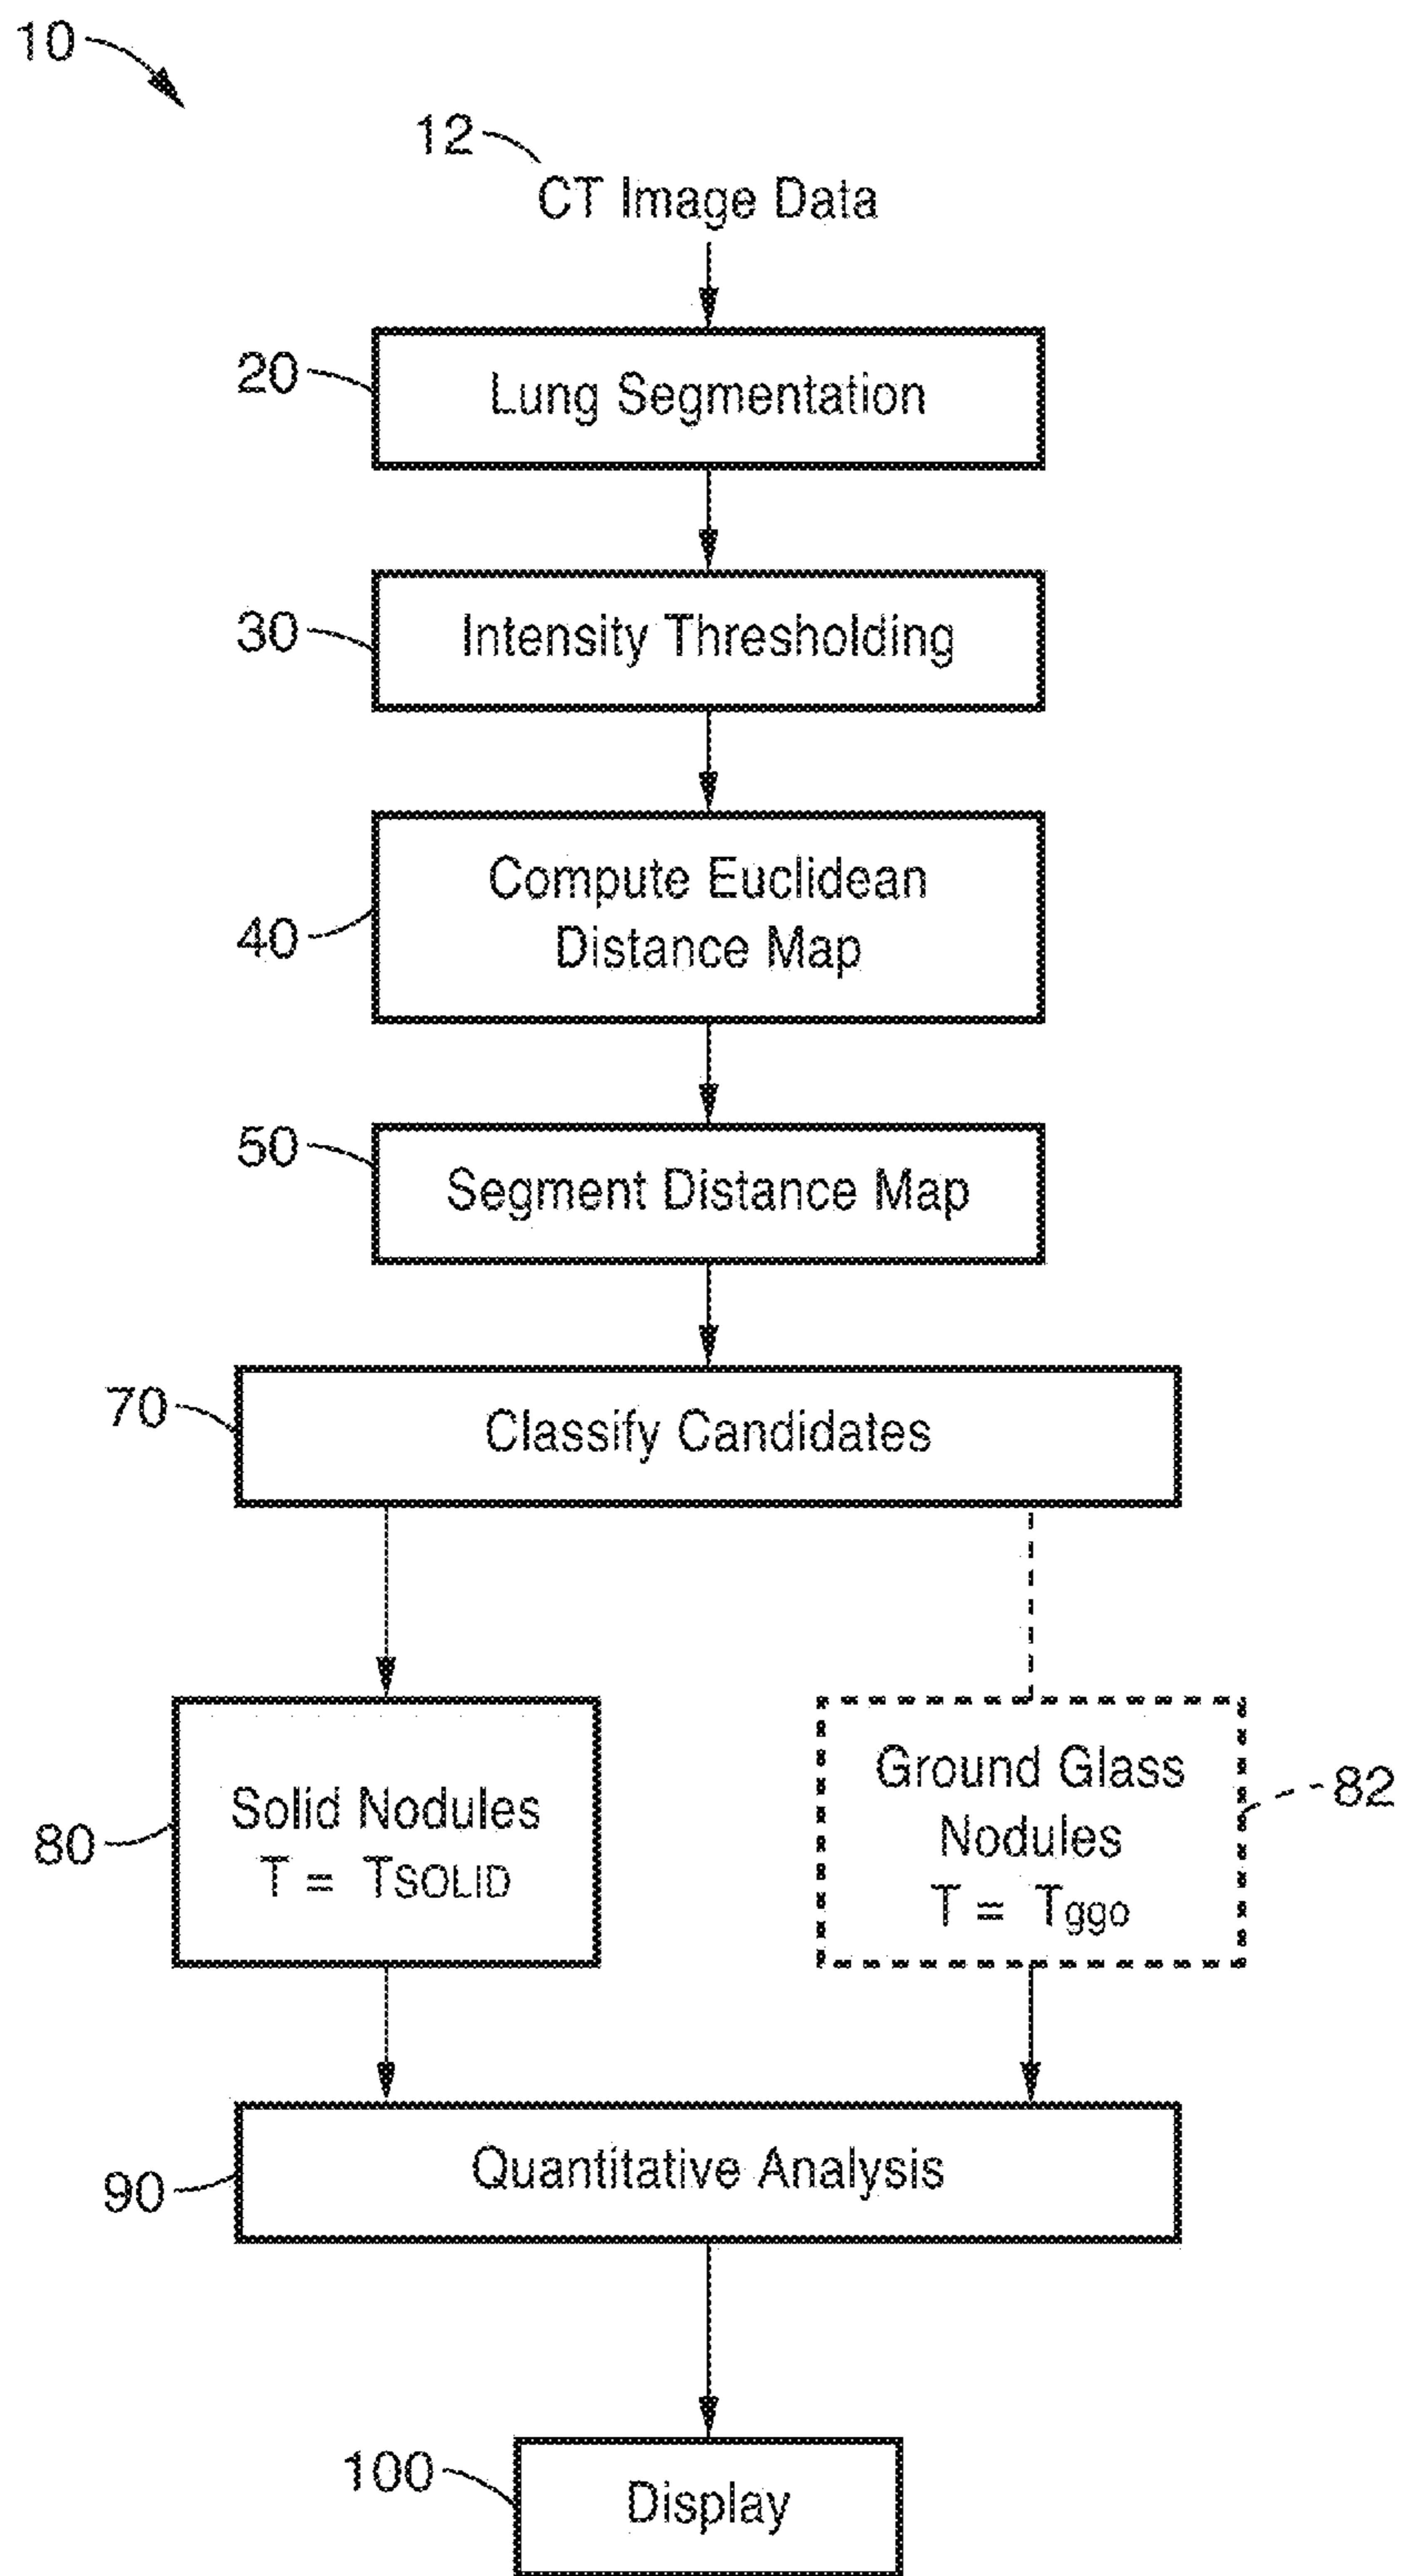 10
12
CT Image Data
20
Lung Segmentation
30
Intensity Thresholding
40
Compute Euclidean
Distance Map
50
Segment Distance Map
70
Classify Candidates
80
Solid Nodules
T = TSOLID
Ground Glass
Nodules
T = Tggo
82
90
Quantitative Analysis
100
Display